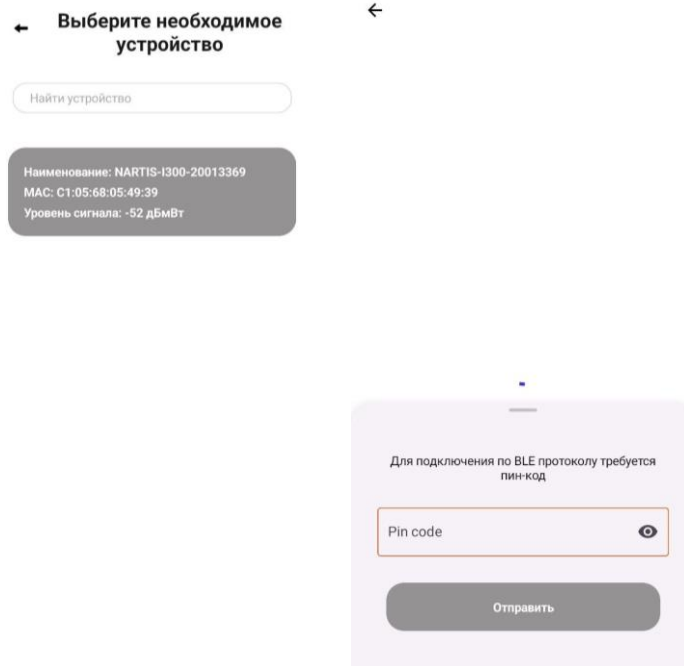 Выберите необходимое
устройство
Найти устройство
Наименование: NARTIS-I300-20013369
MAC: C1:05:68:05:49:39
Уровень сигнала: -52 дБмВт
Для подключения по BLE протоколу требуется
пин-код
Pin code
Отправить